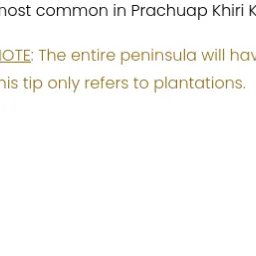 most common in Prachuap Khiri K
NOTE: The entire peninsula will hav
his tip only refers to plantations.